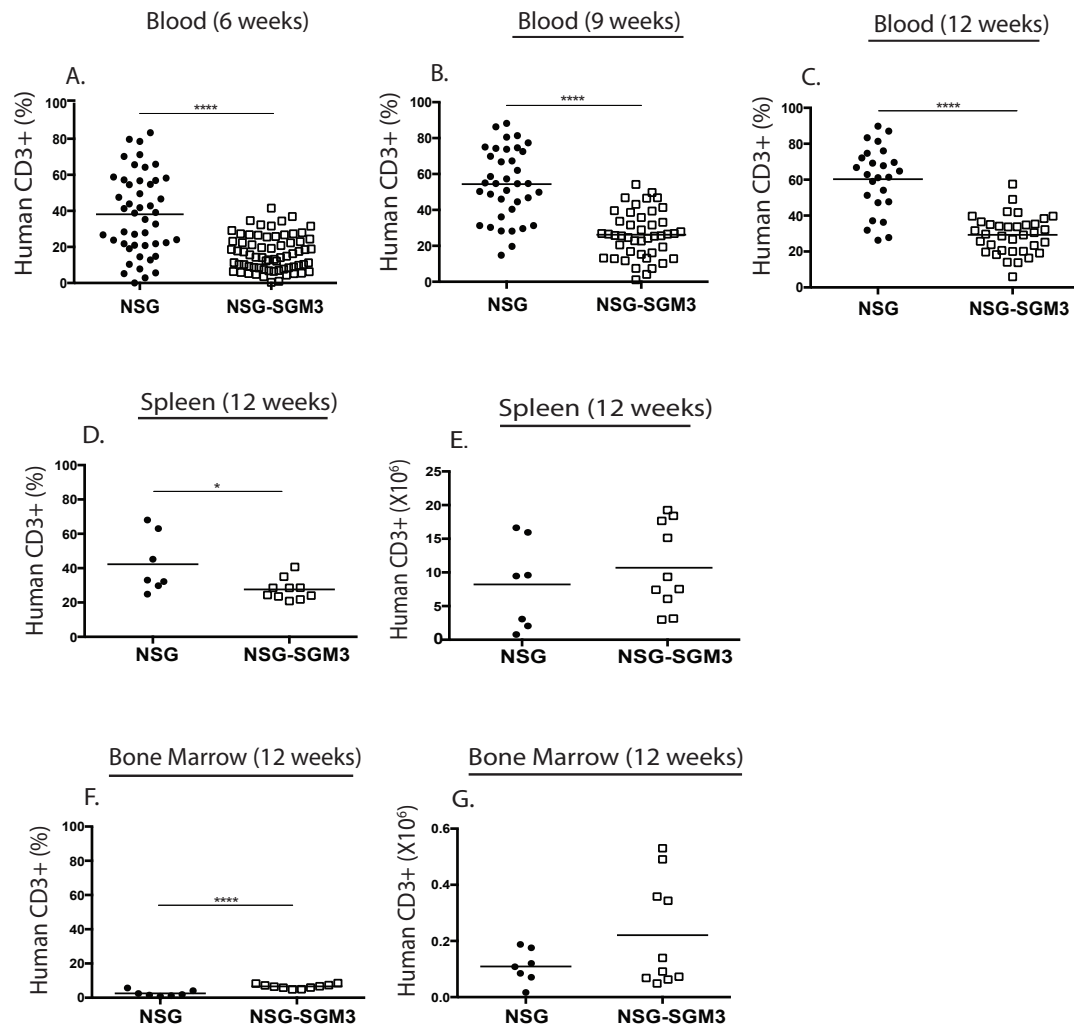 Blood (6 weeks)
Blood (9 weeks)
Blood (12 weeks)
A.
B.
C.
Human CD3+ (%)
100
80
60
40
20
0
****
NSG
NSG-SGM3
Human CD3+ (%)
100
80
60
40
20
0
****
NSG
NSG-SGM3
Human CD3+ (%)
100
80
60
40
20
0
****
NSG
NSG-SGM3
Spleen (12 weeks)
Spleen (12 weeks)
D.
E.
Human CD3+ (%)
100
80
60
40
20
0
*
NSG
NSG-SGM3
Human CD3+ (X10⁶)
25
20
15
10
5
0
NSG
NSG-SGM3
Bone Marrow (12 weeks)
Bone Marrow (12 weeks)
F.
G.
Human CD3+ (%)
100
80
60
40
20
0
****
NSG
NSG-SGM3
Human CD3+ (X10⁶)
0.6
0.4
0.2
0.0
NSG
NSG-SGM3